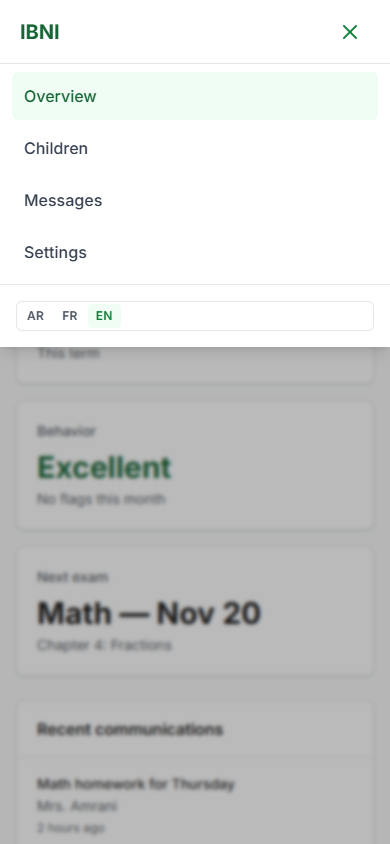 IBNI
Overview
Children
Messages
Settings
AR FR EN
This term
Behavior
Excellent
No flags this month
Next exam
Math — Nov 20
Chapter 4: Fractions
Recent communications
Math homework for Thursday
Mrs. Amrani
2 hours ago